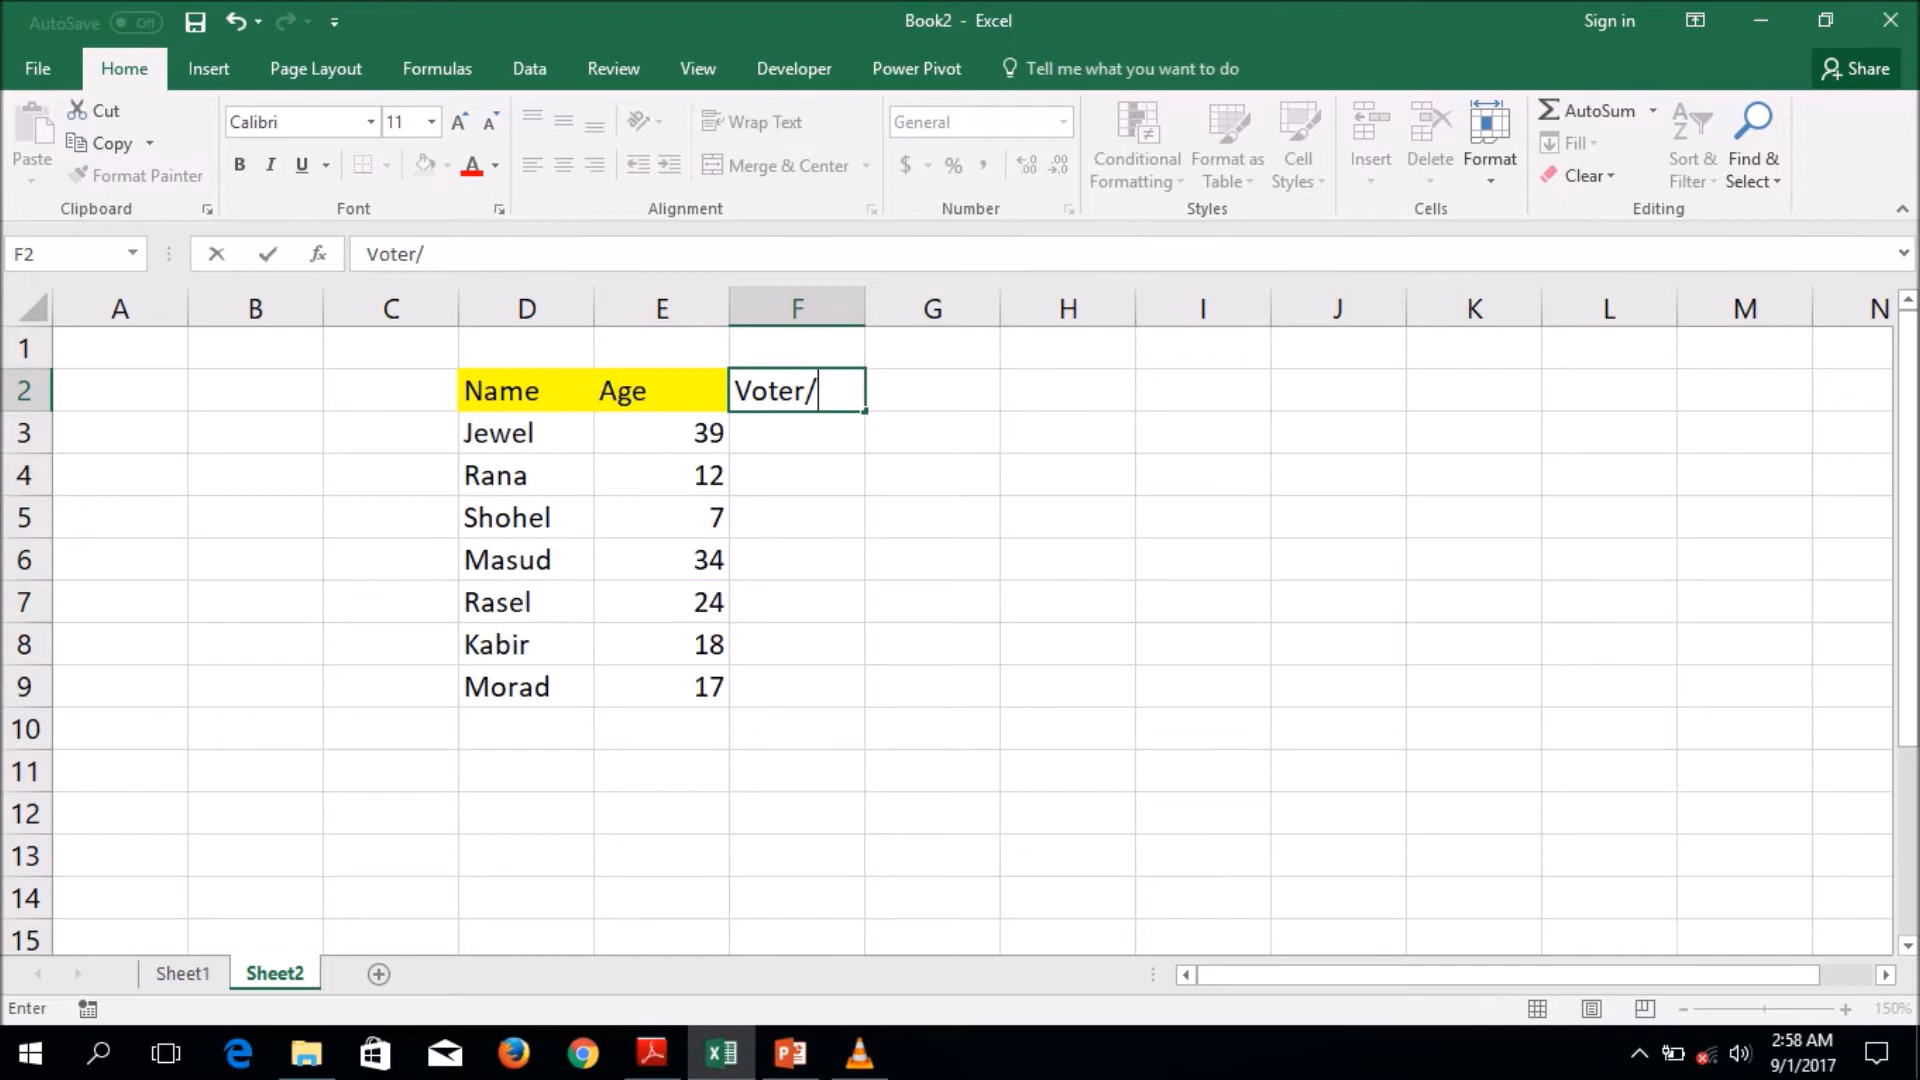 AutoSave Off Book2 - Excel Sign in
File Home Insert Page Layout Formulas Data Review View Developer Power Pivot Tell me what you want to do Share
Paste Cut Copy Format Painter Clipboard
Calibri 11 B I U A Font
Wrap Text Merge & Center Alignment
General $ % , Number
Conditional Formatting Format as Table Cell Styles Styles
Insert Delete Format Cells
AutoSum Fill Clear Sort & Filter Find & Select Editing
F2 fx Voter/
A B C D E F G H I J K L M N
1
2 Name Age Voter/
3 Jewel 39
4 Rana 12
5 Shohel 7
6 Masud 34
7 Rasel 24
8 Kabir 18
9 Morad 17
10
11
12
13
14
15
Sheet1 Sheet2
Enter 150%
2:58 AM
9/1/2017